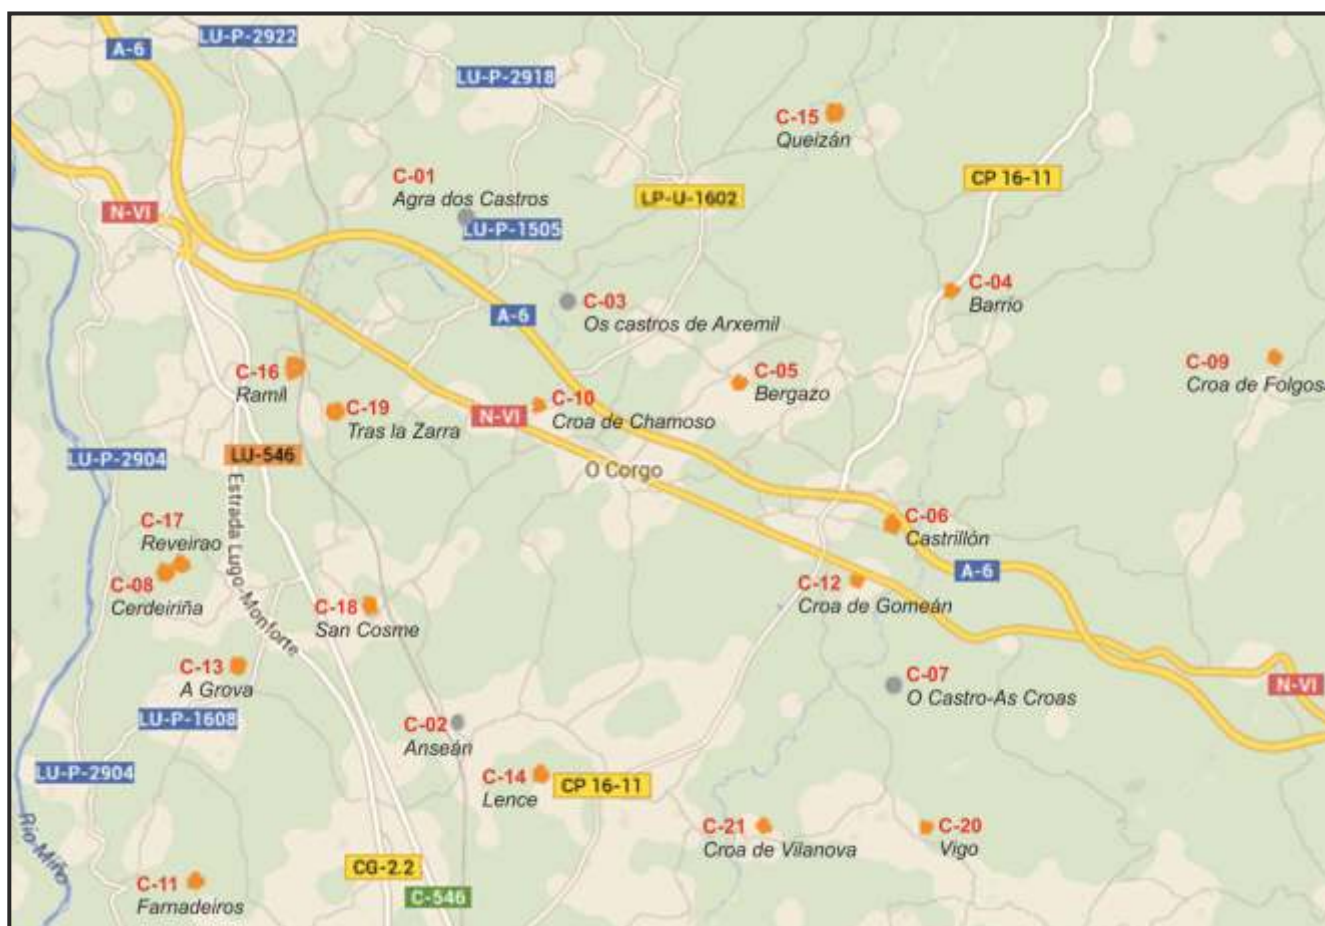 LU-P-2922
A-6
LU-P-2918
C-15
Queizán
C-01
Agra dos Castros
CP 16-11
LP-U-1602
N-VI
LU-P-1505
C-04
Barrio
C-03
Os castros de Arxemil
A-6
C-09
Croa de Folgosa
C-16
Ramil
C-05
Bergazo
C-19
Tras la Zarra
N-VI
C-10
Croa de Chamoso
LU-P-2904
LU-546
O Corgo
Estrada Lugo-Monforte
C-17
Reveirao
C-06
Castrillón
C-08
Cerdeiriña
A-6
C-12
Croa de Gomeán
C-18
San Cosme
C-13
A Grova
C-07
O Castro-As Croas
N-VI
LU-P-1608
C-02
Anseán
LU-P-2904
C-14
Lence
CP 16-11
Río Miño
C-21
Croa de Vilanova
C-20
Vigo
CG-2.2
C-11
Farnadeiros
C-546